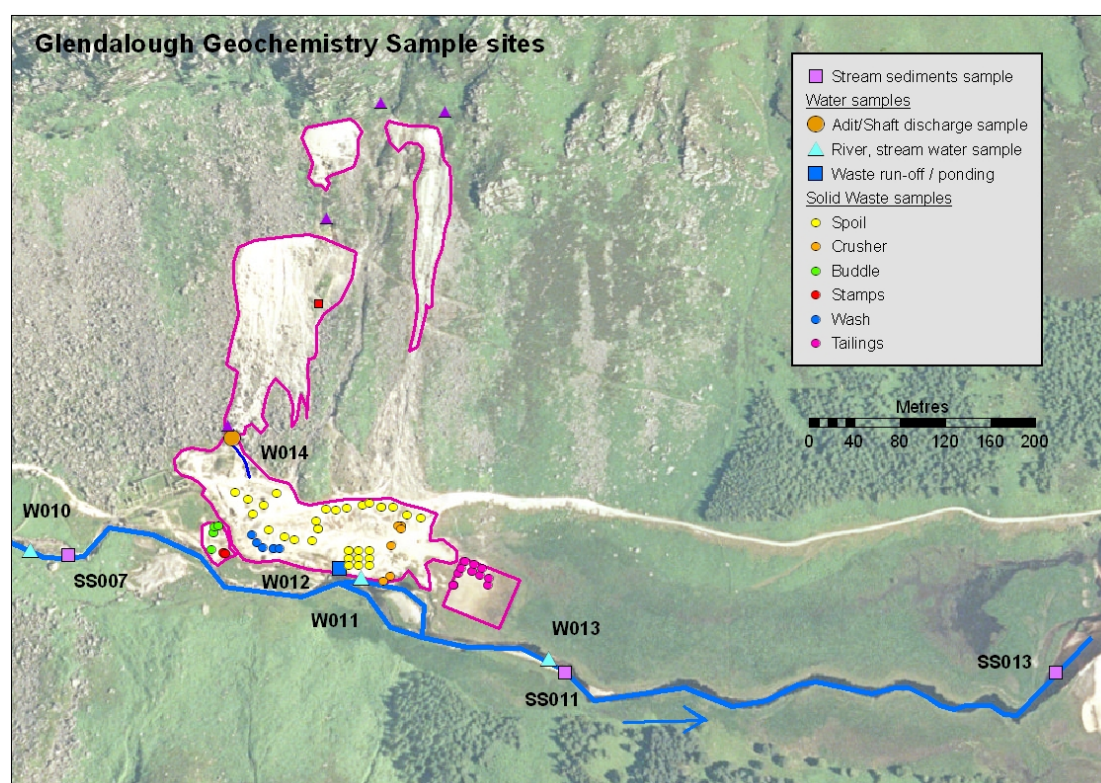 Glendalough Geochemistry Sample sites
Stream sediments sample
Water samples
Adit/Shaft discharge sample
River, stream water sample
Waste run-off / ponding
Solid Waste samples
Spoil
Crusher
Buddle
Stamps
Wash
Tailings
Metres
0 40 80 120 160 200
W014
W010
SS007
W012
W011
W013
SS011
SS013